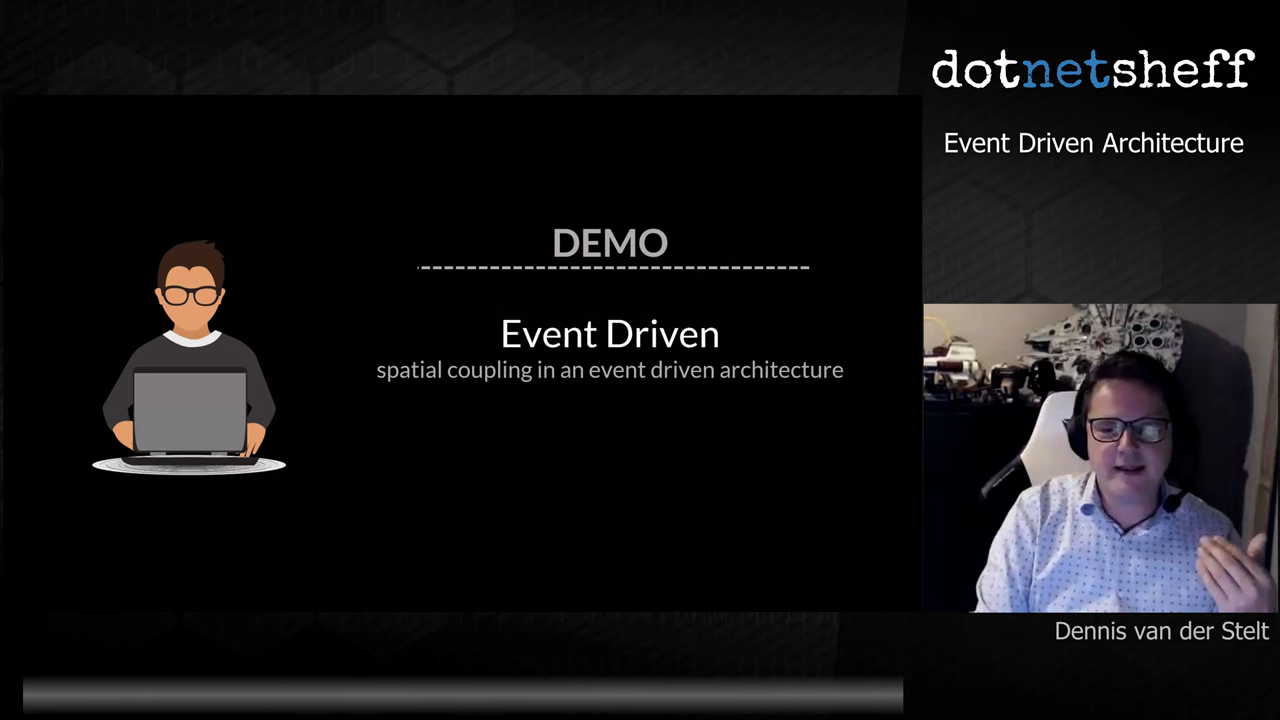 dotnetsheff
Event Driven Architecture
DEMO
Event Driven
spatial coupling in an event driven architecture
Dennis van der Stelt